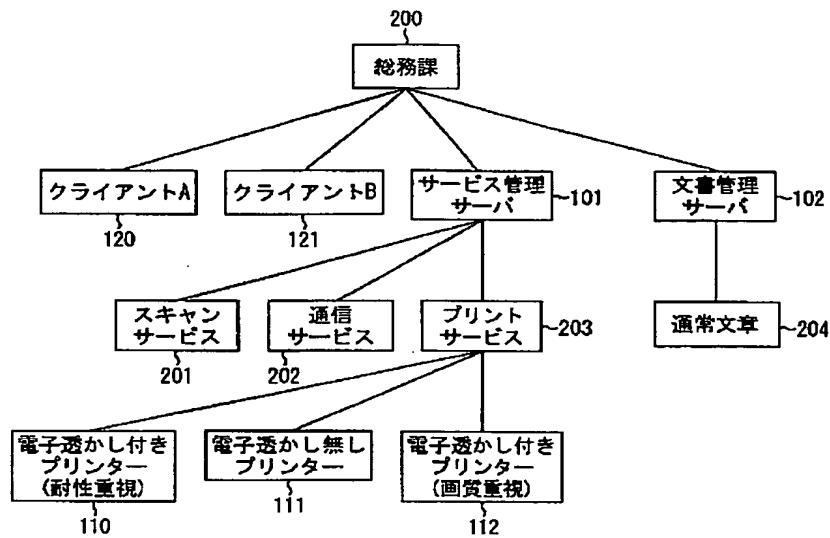 200
総務課
クライアントA
クライアントB
サービス管理
サーバ
101
文書管理
サーバ
102
120
121
スキャン
サービス
通信
サービス
プリント
サービス
203
通常文章
204
201
202
電子透かし付き
プリンター
(耐性重視)
電子透かし無し
プリンター
電子透かし付き
プリンター
(画質重視)
110
111
112